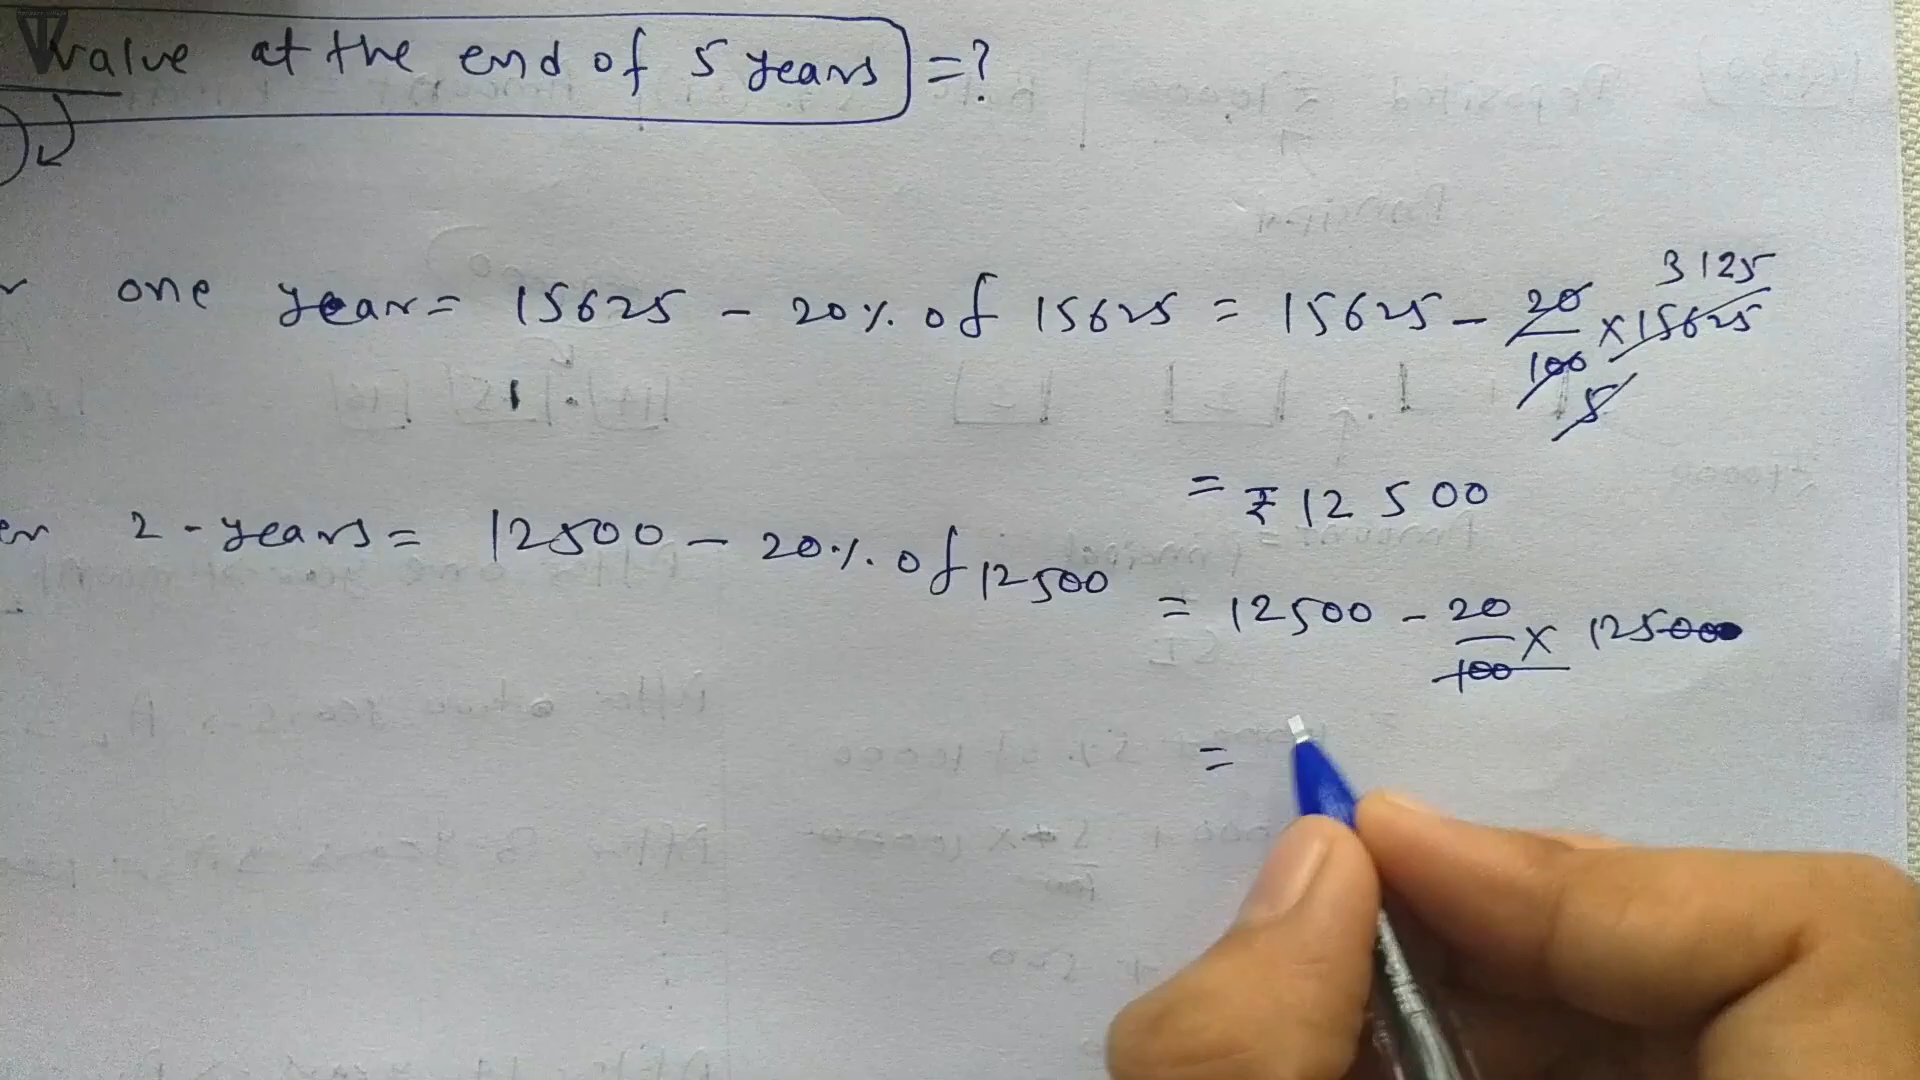 value at the end of 5 years =?
one year = 15625 - 20% of 15625 = 15625 - 20/100 × 15625
3125
5
= ₹ 12500
2-years = 12500 - 20% of 12500
= 12500 - 20/100 × 12500
=